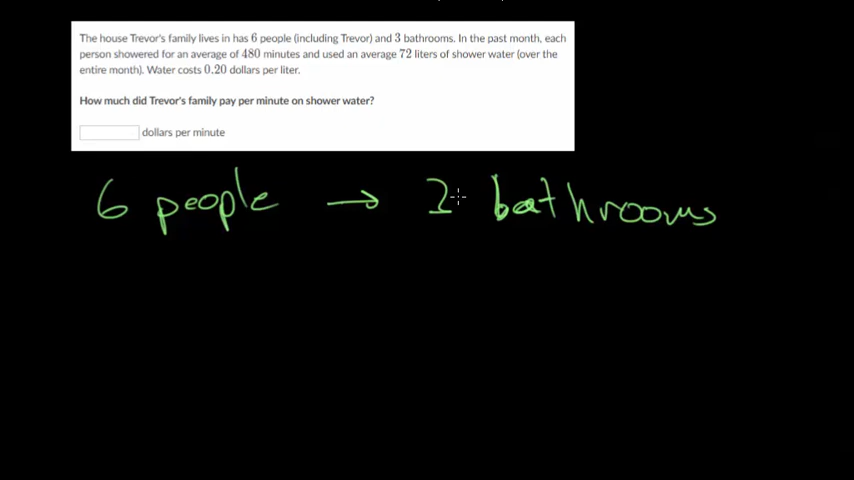 The house Trevor's family lives in has 6 people (including Trevor) and 3 bathrooms. In the past month, each
person showered for an average of 480 minutes and used an average 72 liters of shower water (over the
entire month). Water costs 0.20 dollars per liter.
How much did Trevor's family pay per minute on shower water?
dollars per minute
6 people → 2 bathrooms